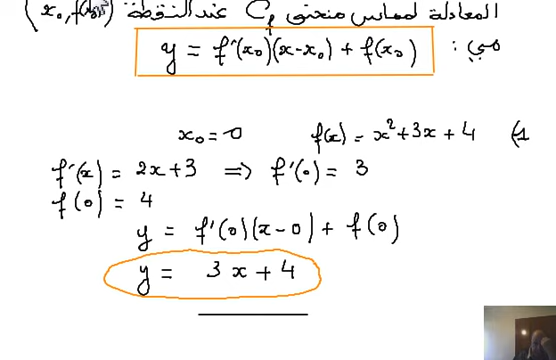 المعادلة لمماس منحنى C_f عند النقطة (x₀, f(x₀))
هي: y = f'(x₀)(x-x₀) + f(x₀)
1) f(x) = x² + 3x + 4 x₀ = 0
f'(x) = 2x + 3 ⟹ f'(0) = 3
f(0) = 4
y = f'(0)(x - 0) + f(0)
y = 3x + 4